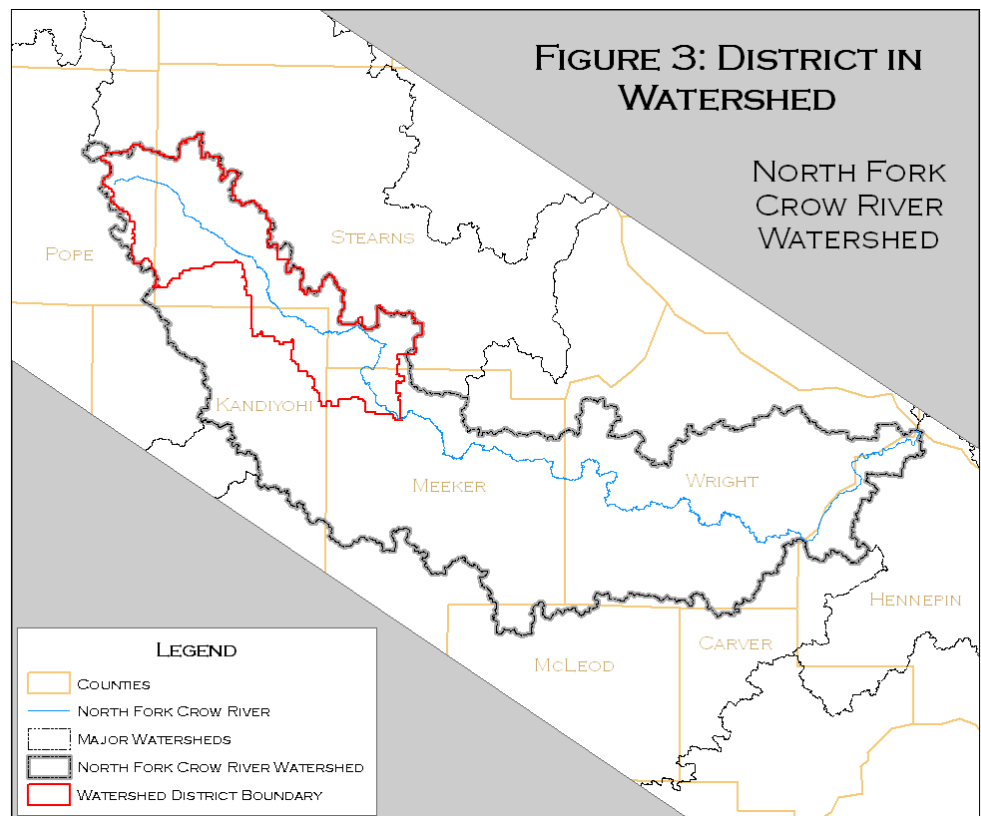 Figure 3: District in
Watershed
North Fork
Crow River
Watershed
Stearns
Pope
Kandiyohi
Meeker
Wright
Hennepin
Carver
McLeod
Legend
Counties
North Fork Crow River
Major Watersheds
North Fork Crow River Watershed
Watershed District Boundary